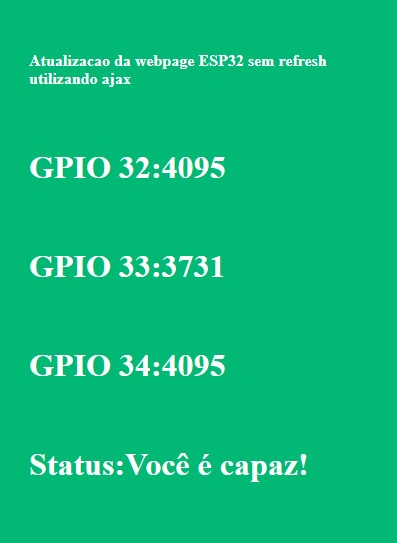 Atualizacao da webpage ESP32 sem refresh
utilizando ajax
GPIO 32:4095
GPIO 33:3731
GPIO 34:4095
Status:Você é capaz!